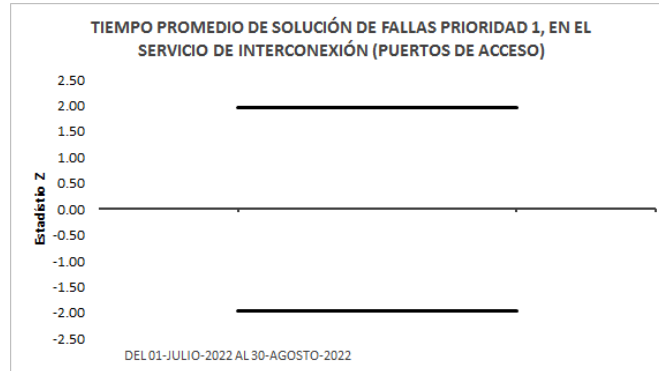 TIEMPO PROMEDIO DE SOLUCIÓN DE FALLAS PRIORIDAD 1, EN EL
SERVICIO DE INTERCONEXIÓN (PUERTOS DE ACCESO)
2.50
2.00
1.50
1.00
0.50
0.00
-0.50
-1.00
-1.50
-2.00
-2.50
Estadístio Z
DEL 01-JULIO-2022 AL 30-AGOSTO-2022